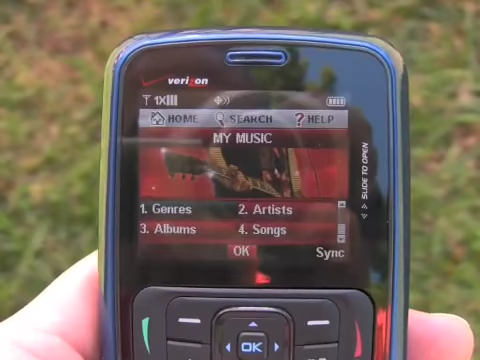 verizon
1X
HOME SEARCH ? HELP
MY MUSIC
1. Genres 2. Artists
3. Albums 4. Songs
OK Sync
SLIDE TO OPEN
OK